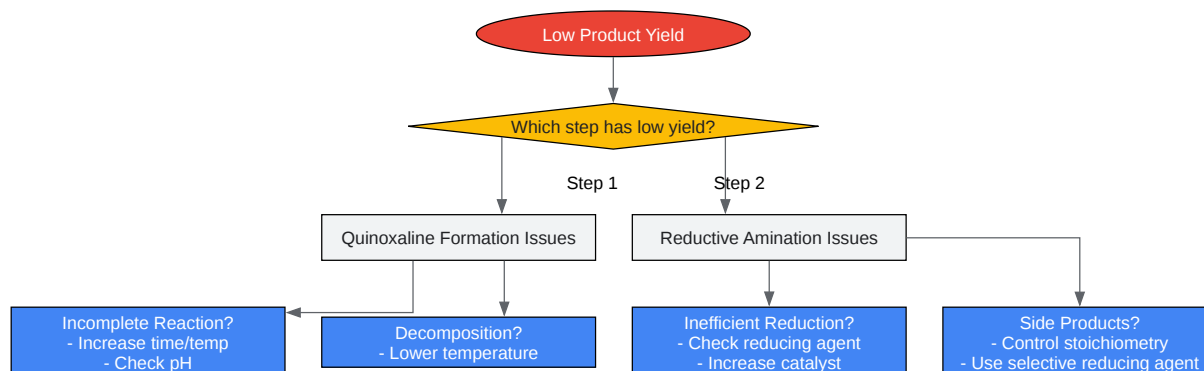 Low Product Yield
Which step has low yield?
Step 1
Step 2
Quinoxaline Formation Issues
Reductive Amination Issues
Incomplete Reaction?
- Increase time/temp
- Check pH
Decomposition?
- Lower temperature
Inefficient Reduction?
- Check reducing agent
- Increase catalyst
Side Products?
- Control stoichiometry
- Use selective reducing agent